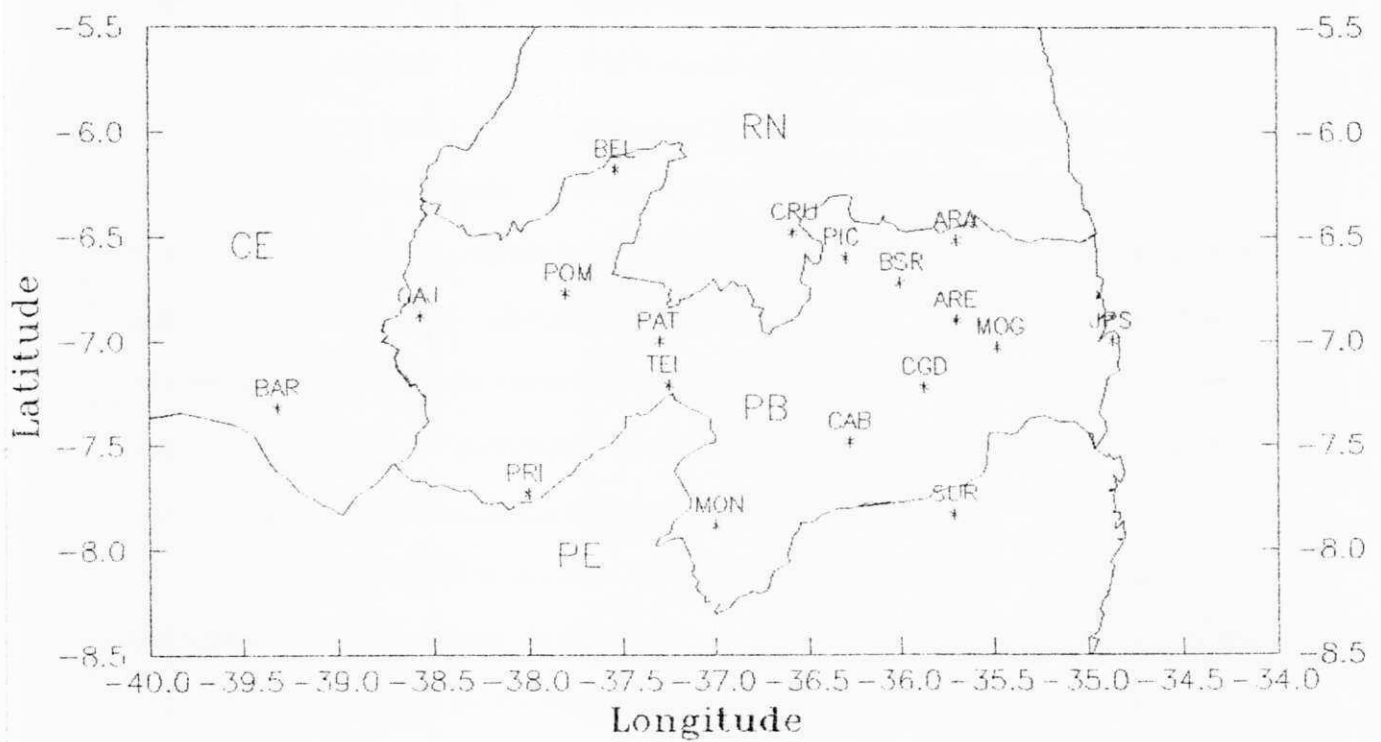 -5.5 -5.5
-6.0 RN -6.0
BEL
CRU ARA
CE PIC -6.5
-6.5 BSR
POM
CAJ ARE
PAT MOG JPS
-7.0 -7.0
TEI CGD
BAR PB
CAB
-7.5 -7.5
PRI
MON SUR
-8.0 PE -8.0
-8.5 -8.5
-40.0 -39.5 -39.0 -38.5 -38.0 -37.5 -37.0 -36.5 -36.0 -35.5 -35.0 -34.5 -34.0
Latitude
Longitude